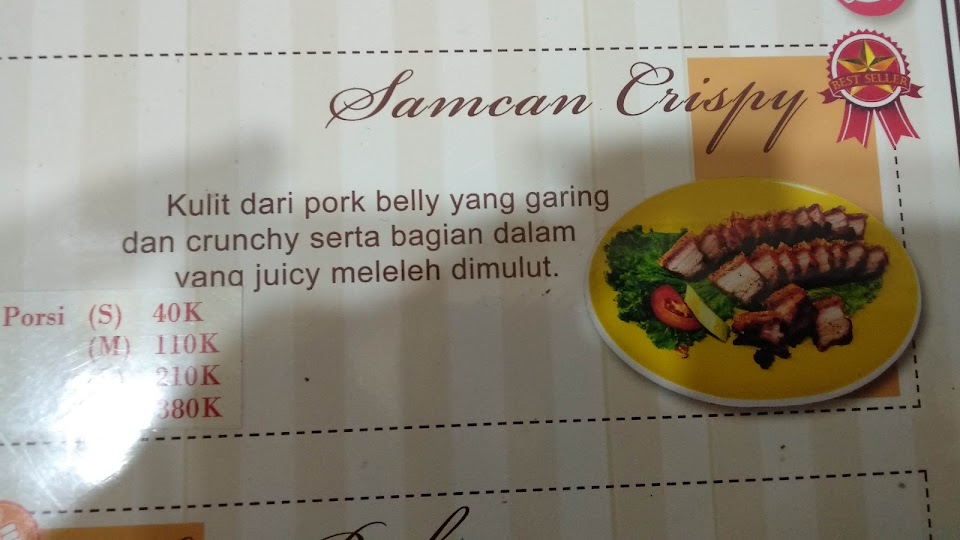 Samcan Crispy
BEST SELLER
Kulit dari pork belly yang garing
dan crunchy serta bagian dalam
yang juicy meleleh dimulut.
Porsi (S) 40K
(M) 110K
210K
380K